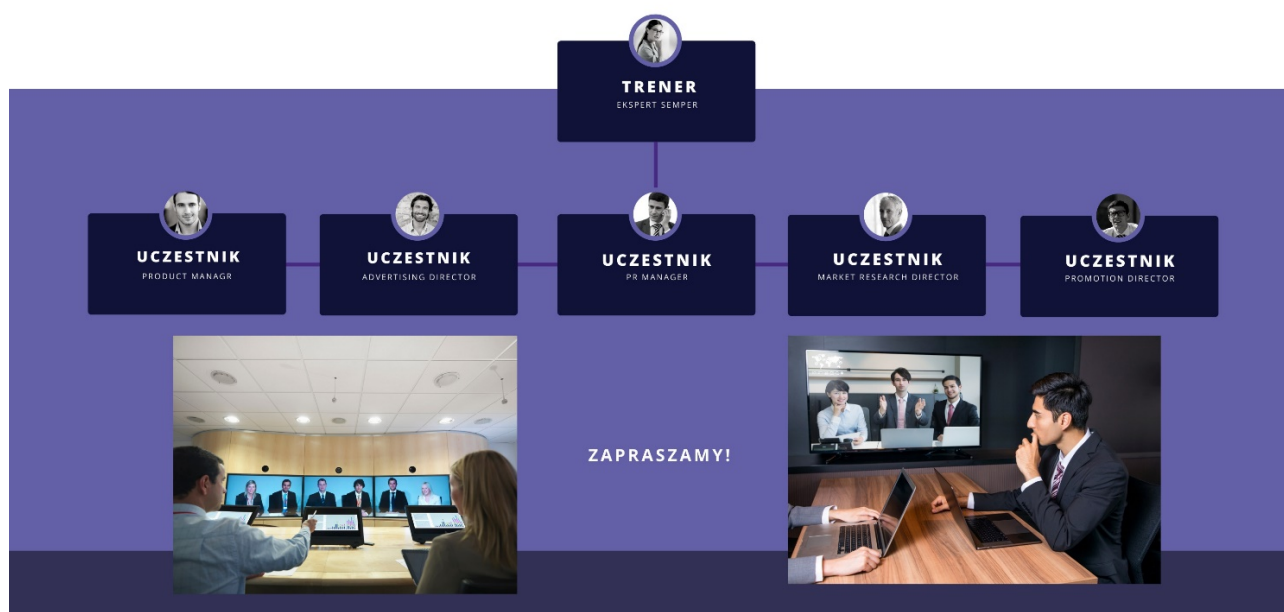 TRENER
EKSPERT SEMPER
UCZESTNIK
PRODUCT MANAGR
UCZESTNIK
ADVERTISING DIRECTOR
UCZESTNIK
PR MANAGER
UCZESTNIK
MARKET RESEARCH DIRECTOR
UCZESTNIK
PROMOTION DIRECTOR
ZAPRASZAMY!